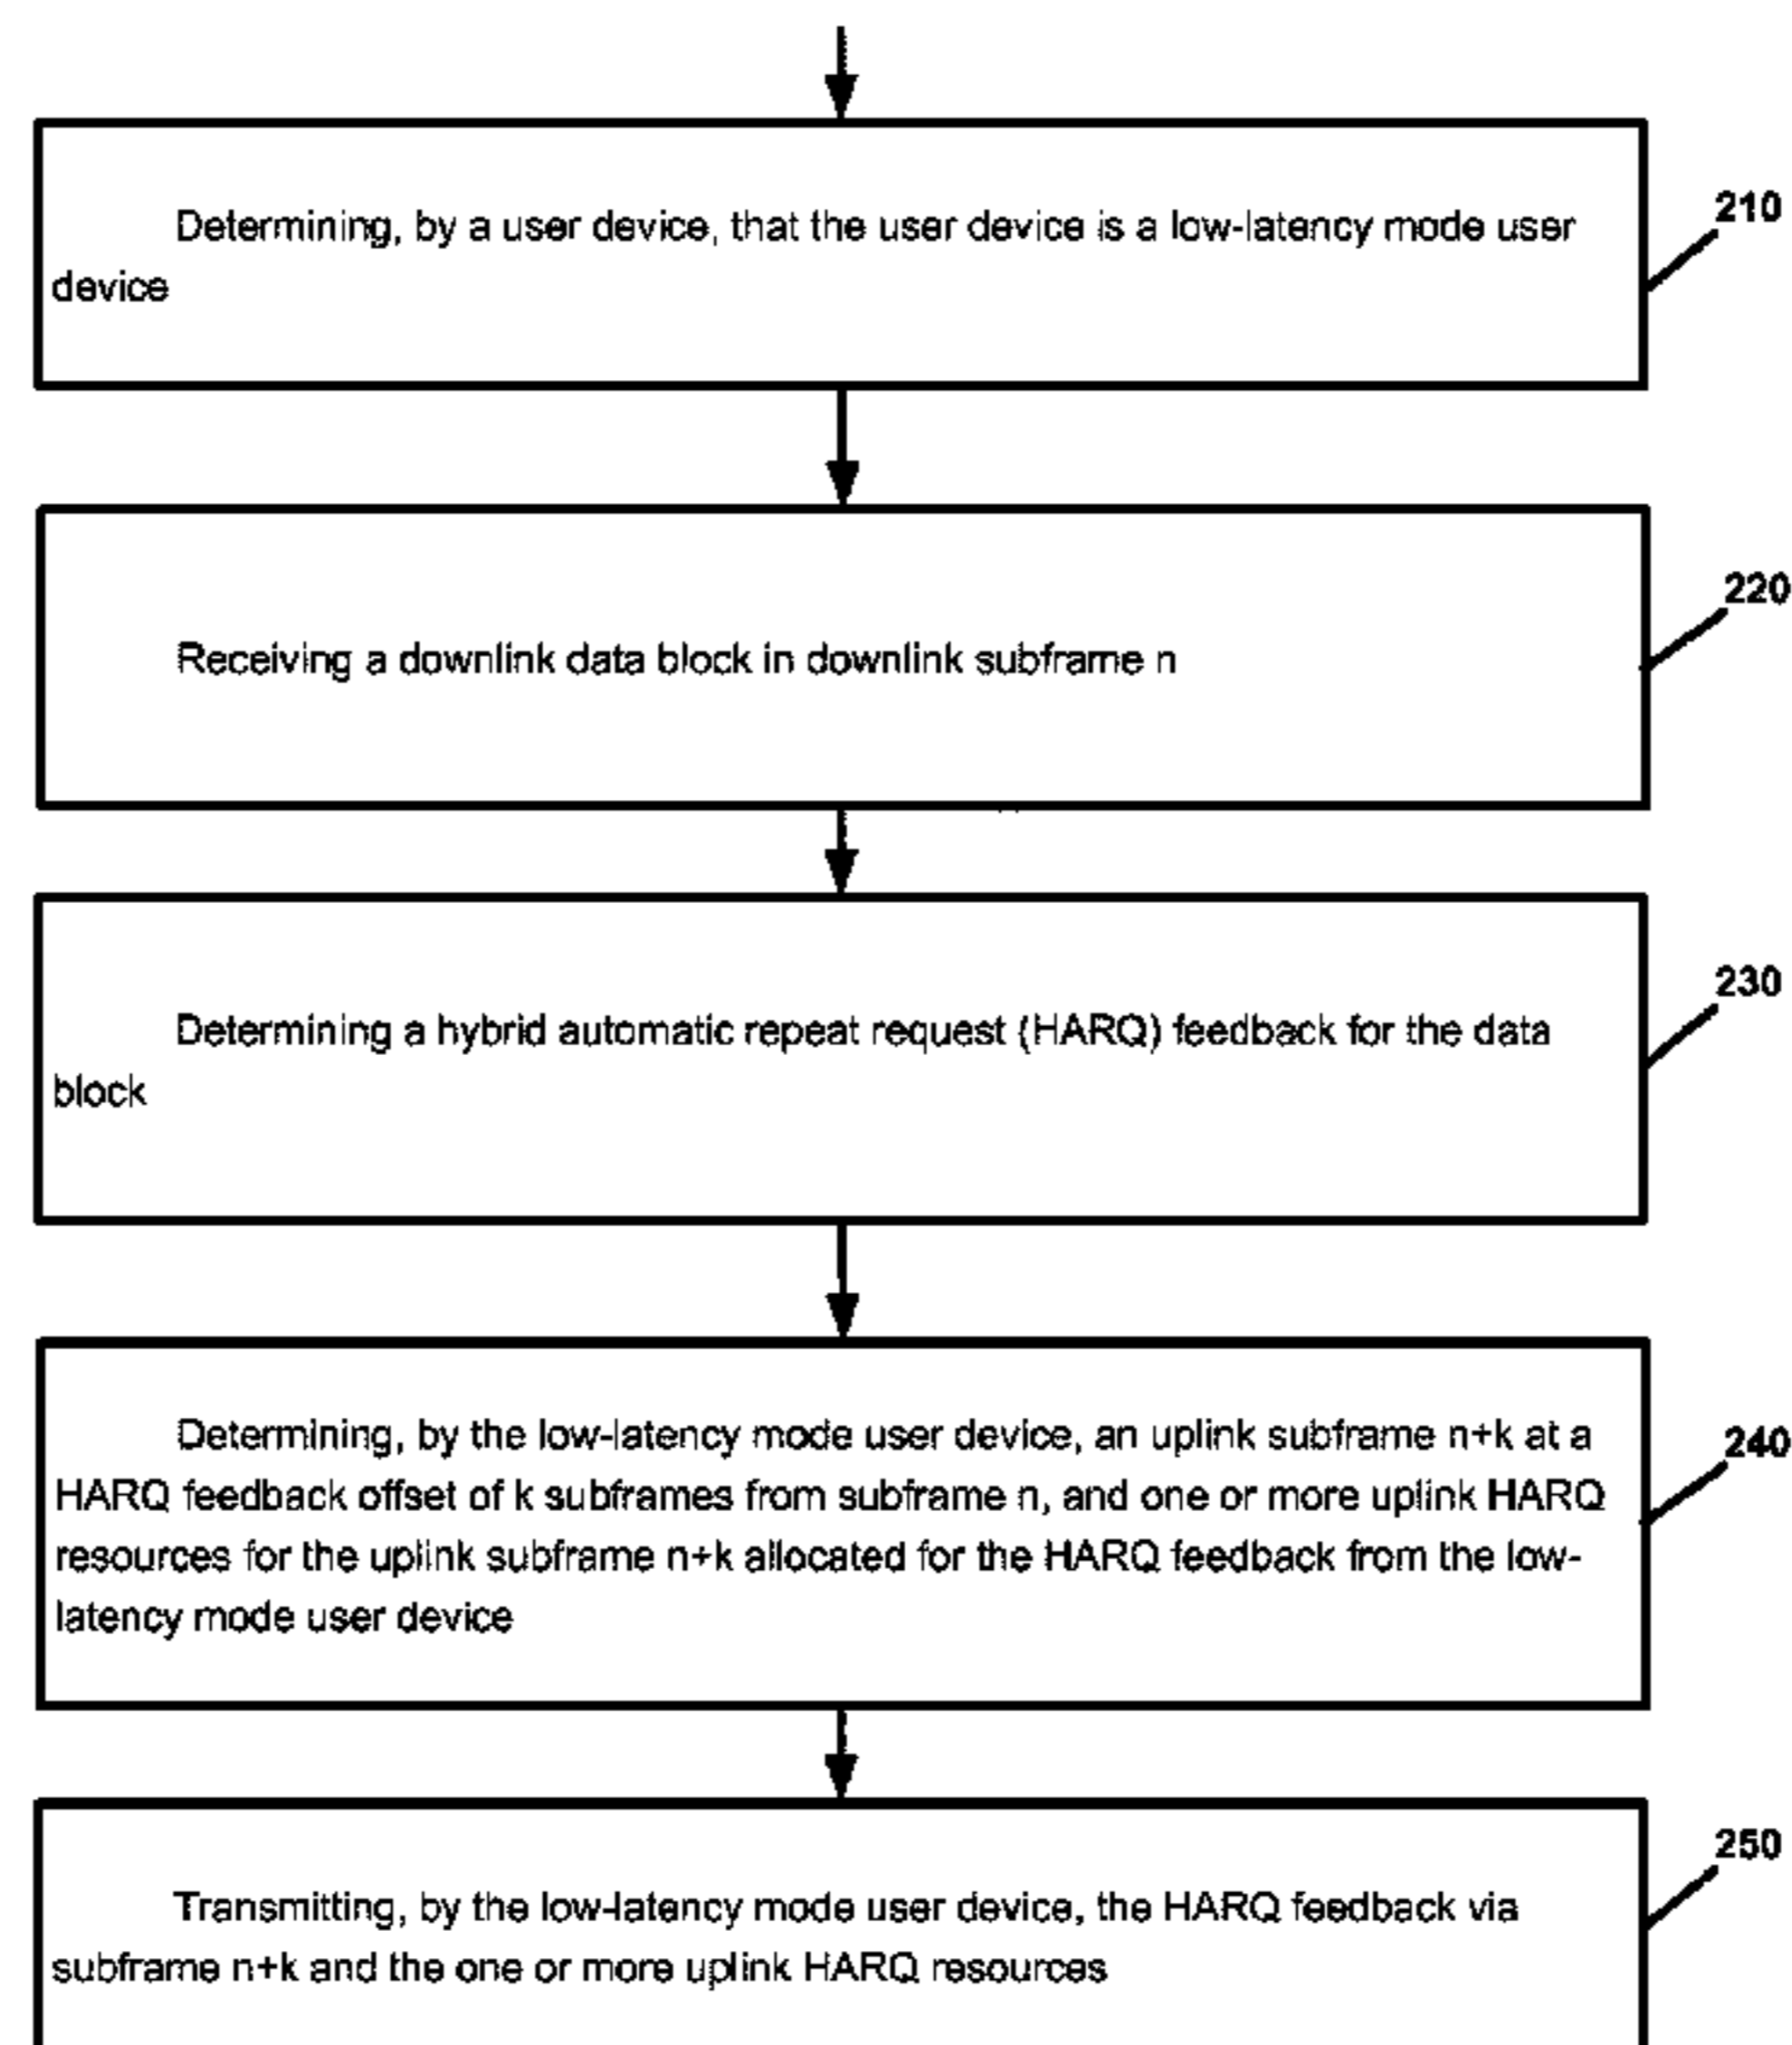 Determining, by a user device, that the user device is a low-latency mode user
device
210
Receiving a downlink data block in downlink subframe n
220
Determining a hybrid automatic repeat request (HARQ) feedback for the data
block
230
Determining, by the low-latency mode user device, an uplink subframe n+k at a
HARQ feedback offset of k subframes from subframe n, and one or more uplink HARQ
resources for the uplink subframe n+k allocated for the HARQ feedback from the low-
latency mode user device
240
Transmitting, by the low-latency mode user device, the HARQ feedback via
subframe n+k and the one or more uplink HARQ resources
250